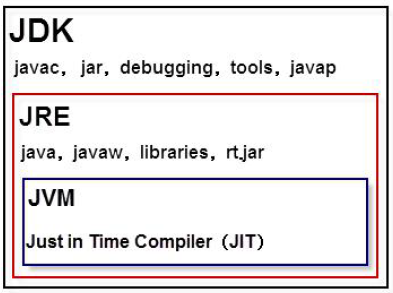 JDK
javac, jar, debugging, tools, javap
JRE
java, javaw, libraries, rt.jar
JVM
Just in Time Compiler（JIT）